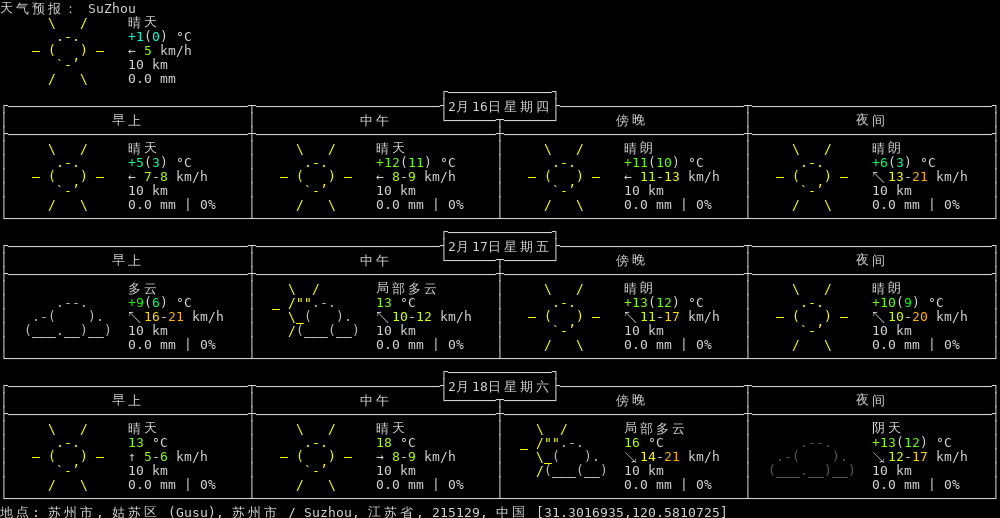 天气预报: SuZhou
晴天
+1(0) °C
← 5 km/h
10 km
0.0 mm
2月16日星期四
早上 中午 傍晚 夜间
晴天 晴天 晴朗 晴朗
+5(3) °C +12(11) °C +11(10) °C +6(3) °C
← 7-8 km/h ← 8-9 km/h ← 11-13 km/h ↖ 13-21 km/h
10 km 10 km 10 km 10 km
0.0 mm | 0% 0.0 mm | 0% 0.0 mm | 0% 0.0 mm | 0%
2月17日星期五
早上 中午 傍晚 夜间
多云 局部多云 晴朗 晴朗
+9(6) °C 13 °C +13(12) °C +10(9) °C
↖ 16-21 km/h ↖ 10-12 km/h ↖ 11-17 km/h ↖ 10-20 km/h
10 km 10 km 10 km 10 km
0.0 mm | 0% 0.0 mm | 0% 0.0 mm | 0% 0.0 mm | 0%
2月18日星期六
早上 中午 傍晚 夜间
晴天 晴天 局部多云 阴天
13 °C 18 °C 16 °C +13(12) °C
↑ 5-6 km/h → 8-9 km/h ↘ 14-21 km/h ↘ 12-17 km/h
10 km 10 km 10 km 10 km
0.0 mm | 0% 0.0 mm | 0% 0.0 mm | 0% 0.0 mm | 0%
地点: 苏州市, 姑苏区 (Gusu), 苏州市 / Suzhou, 江苏省, 215129, 中国 [31.3016935,120.5810725]